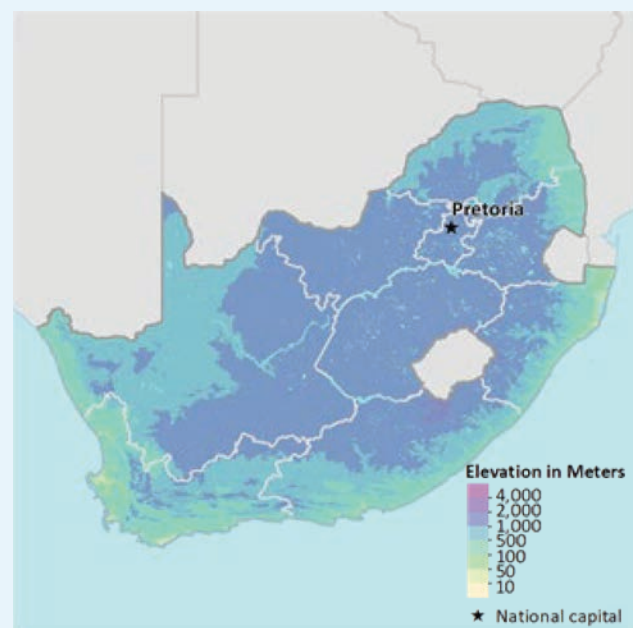 Pretoria
Elevation in Meters
4,000
2,000
1,000
500
100
50
10
★ National capital